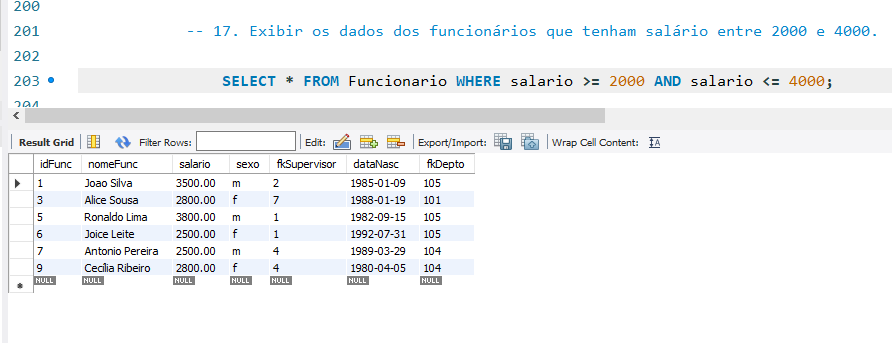 200
201 -- 17. Exibir os dados dos funcionários que tenham salário entre 2000 e 4000.
202
203 SELECT * FROM Funcionario WHERE salario >= 2000 AND salario <= 4000;
204
Result Grid Filter Rows: Edit: Export/Import: Wrap Cell Content:
idFunc nomeFunc salario sexo fkSupervisor dataNasc fkDepto
1 Joao Silva 3500.00 m 2 1985-01-09 105
3 Alice Sousa 2800.00 f 7 1988-01-19 101
5 Ronaldo Lima 3800.00 m 1 1982-09-15 105
6 Joice Leite 2500.00 f 1 1992-07-31 105
7 Antonio Pereira 2500.00 m 4 1989-03-29 104
9 Cecília Ribeiro 2800.00 f 4 1980-04-05 104
NULL NULL NULL NULL NULL NULL NULL